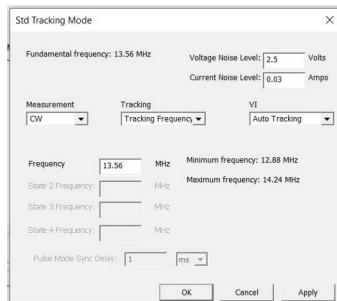 Std Tracking Mode
Fundamental frequency: 13.56 MHz
Voltage Noise Level: 2.5 Volts
Current Noise Level: 0.03 Amps
Measurement Tracking VI
CW Tracking Frequency Auto Tracking
Frequency 13.56 MHz Minimum frequency: 12.88 MHz
State 2 Frequency: MHz Maximum frequency: 14.24 MHz
State 3 Frequency: MHz
State 4 Frequency: MHz
Pulse Mode Sync Delay: 1 ms
OK Cancel Apply